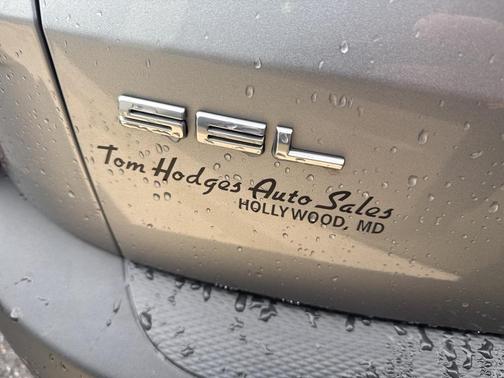 SEL
Tom Hodges Auto Sales
HOLLYWOOD, MD